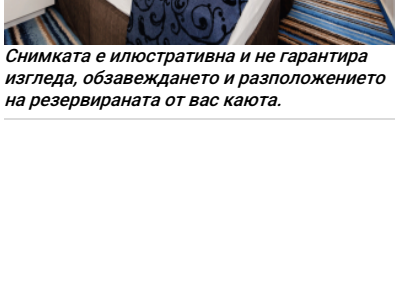 Снимката е илюстративна и не гарантира
изгледа, обзавеждането и разположението
на резервираната от вас каюта.